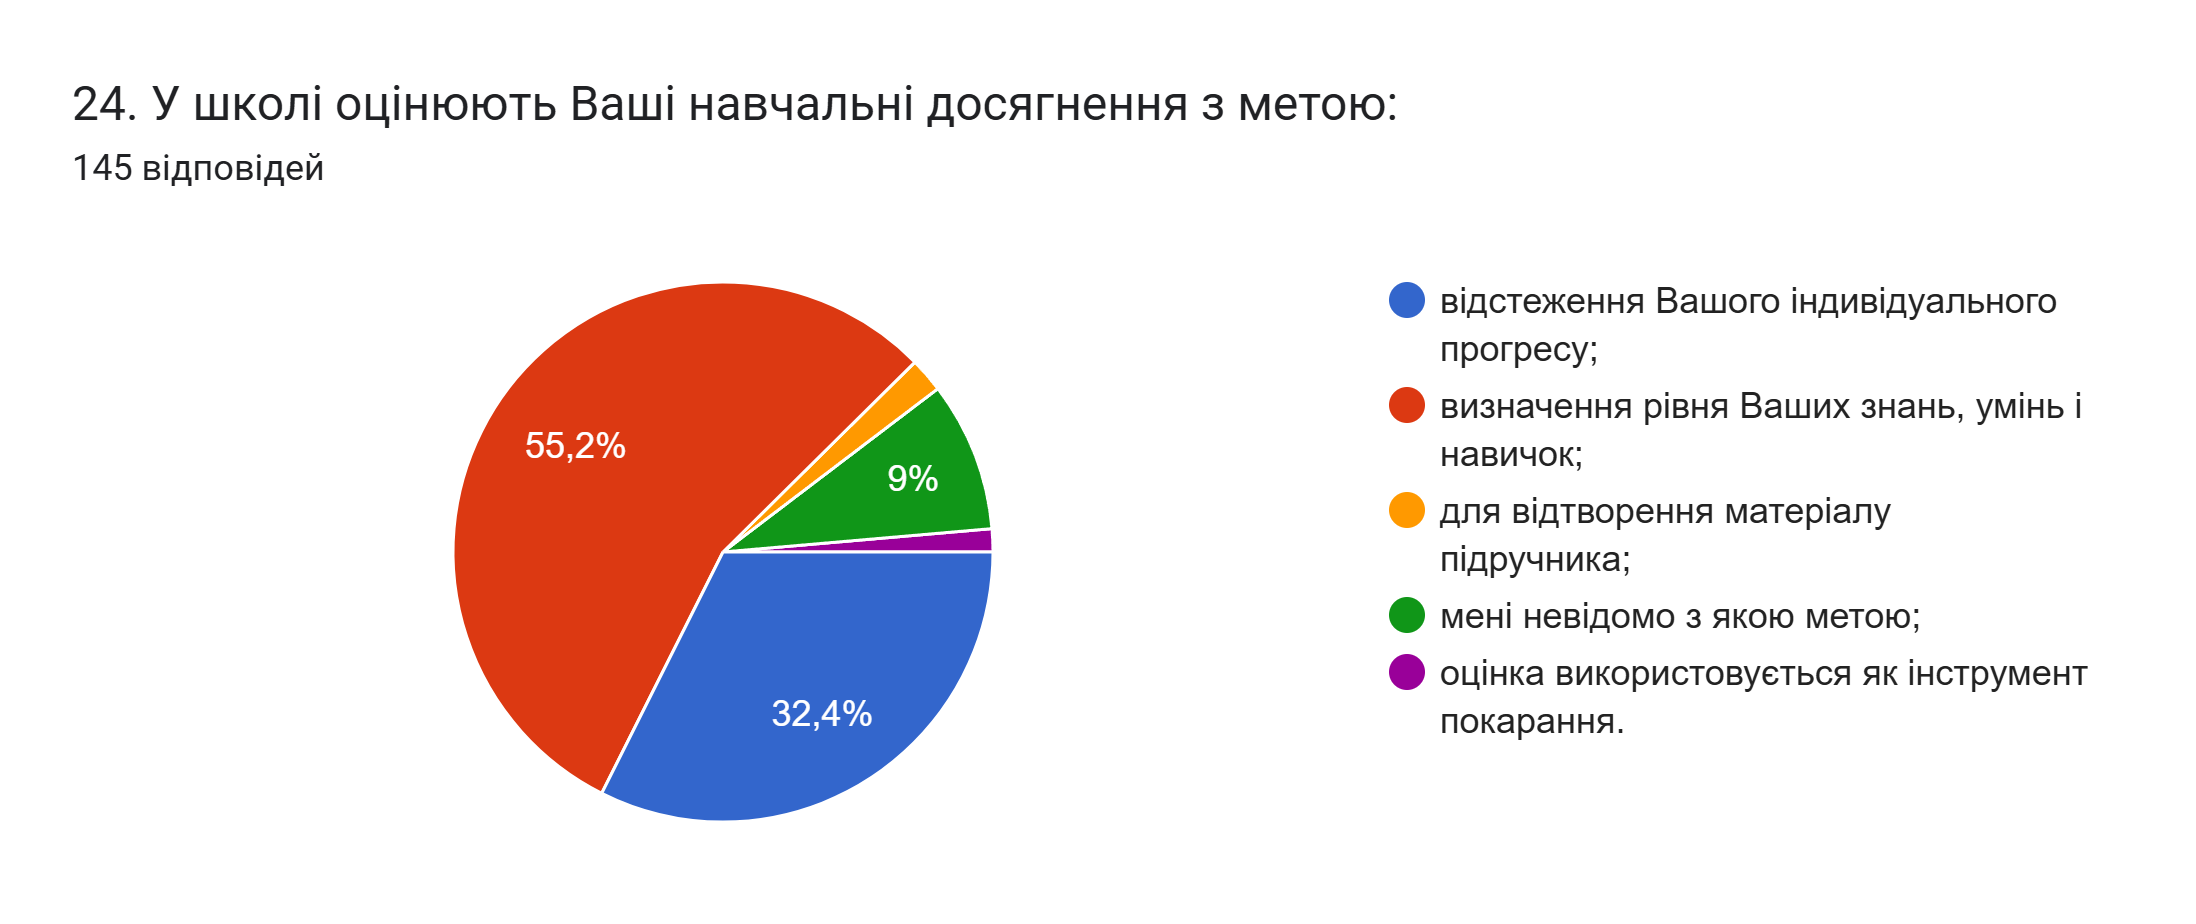 24. У школі оцінюють Ваші навчальні досягнення з метою:
145 відповідей
55,2%
9%
32,4%
відстеження Вашого індивідуального
прогресу;
визначення рівня Ваших знань, умінь і
навичок;
для відтворення матеріалу
підручника;
мені невідомо з якою метою;
оцінка використовується як інструмент
покарання.